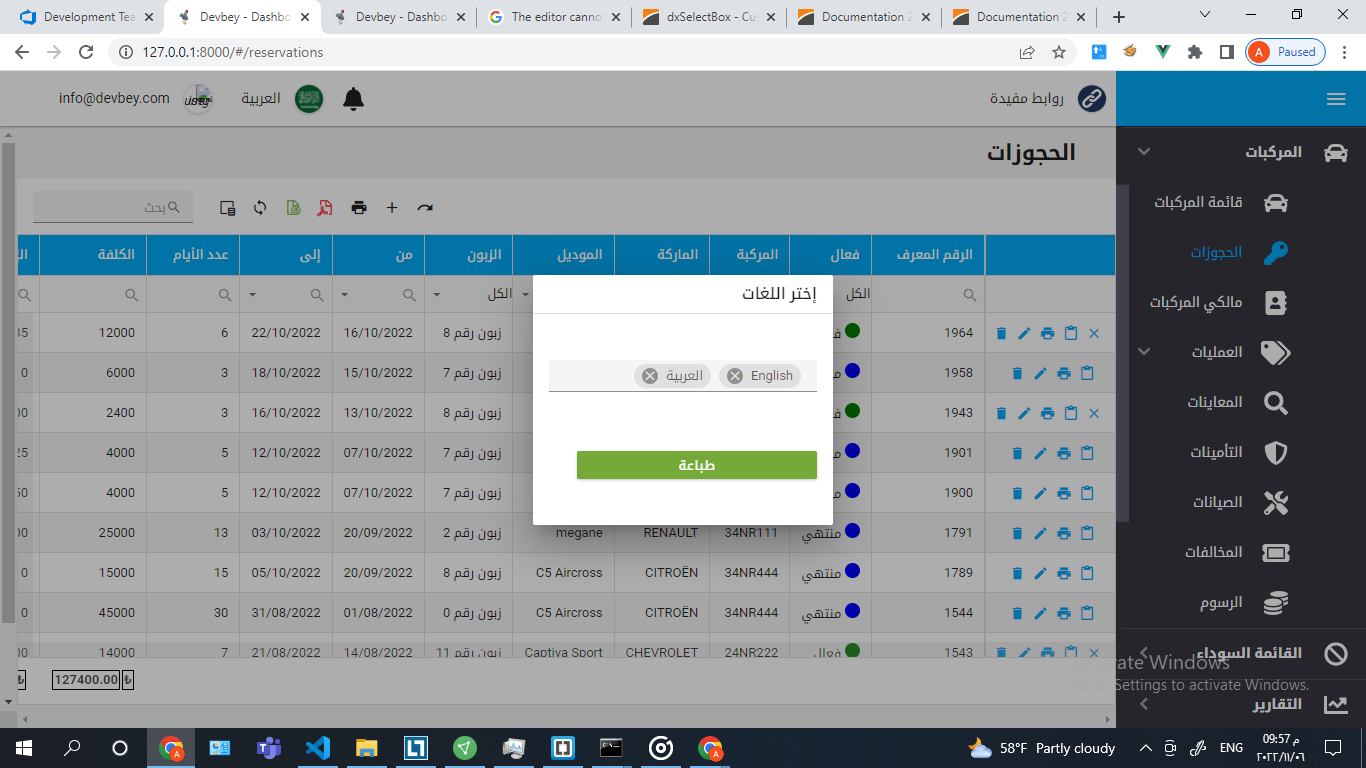 Development Tea
Devbey - Dashbo
Devbey - Dashbo
The editor canno
dxSelectBox - Cu
Documentation 2
Documentation 2
127.0.0.1:8000/#/reservations
A Paused
روابط مفيدة
العربية
info@devbey.com
الحجوزات
بحث
المركبات
قائمة المركبات
الحجوزات
مالكي المركبات
العمليات
المعاينات
التأمينات
الصيانات
المخالفات
الرسوم
القائمة السوداء
التقارير
الرقم المعرف فعال المركبة الماركة الموديل الزبون من إلى عدد الأيام الكلفة
الكل الكل
1964 زبون رقم 8 16/10/2022 22/10/2022 6 12000
1958 زبون رقم 7 15/10/2022 18/10/2022 3 6000
1943 زبون رقم 8 13/10/2022 16/10/2022 3 2400
1901 زبون رقم 7 07/10/2022 12/10/2022 5 4000
1900 زبون رقم 7 07/10/2022 12/10/2022 5 4000
1791 منتهي 34NR111 RENAULT megane زبون رقم 2 20/09/2022 03/10/2022 13 25000
1789 منتهي 34NR444 CITROËN C5 Aircross زبون رقم 8 20/09/2022 05/10/2022 15 15000
1544 منتهي 34NR444 CITROËN C5 Aircross زبون رقم 0 01/08/2022 31/08/2022 30 45000
1543 فعال 24NR222 CHEVROLET Captiva Sport زبون رقم 11 14/08/2022 21/08/2022 7 14000
127400.00 ₺
إختر اللغات
English
العربية
طباعة
Activate Windows
Go to Settings to activate Windows.
58°F Partly cloudy
ENG
09:57 م
٢٠٢٢/١١/٠٦